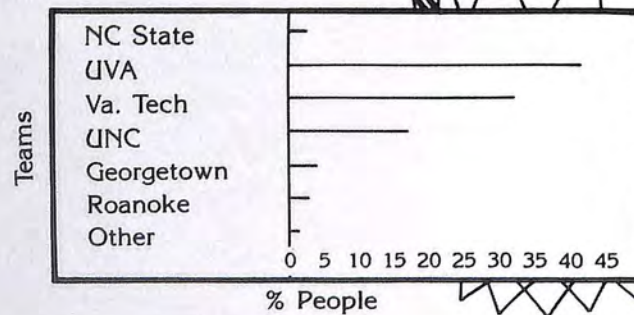 Teams
NC State
UVA
Va. Tech
UNC
Georgetown
Roanoke
Other
0 5 10 15 20 25 30 35 40 45
% People